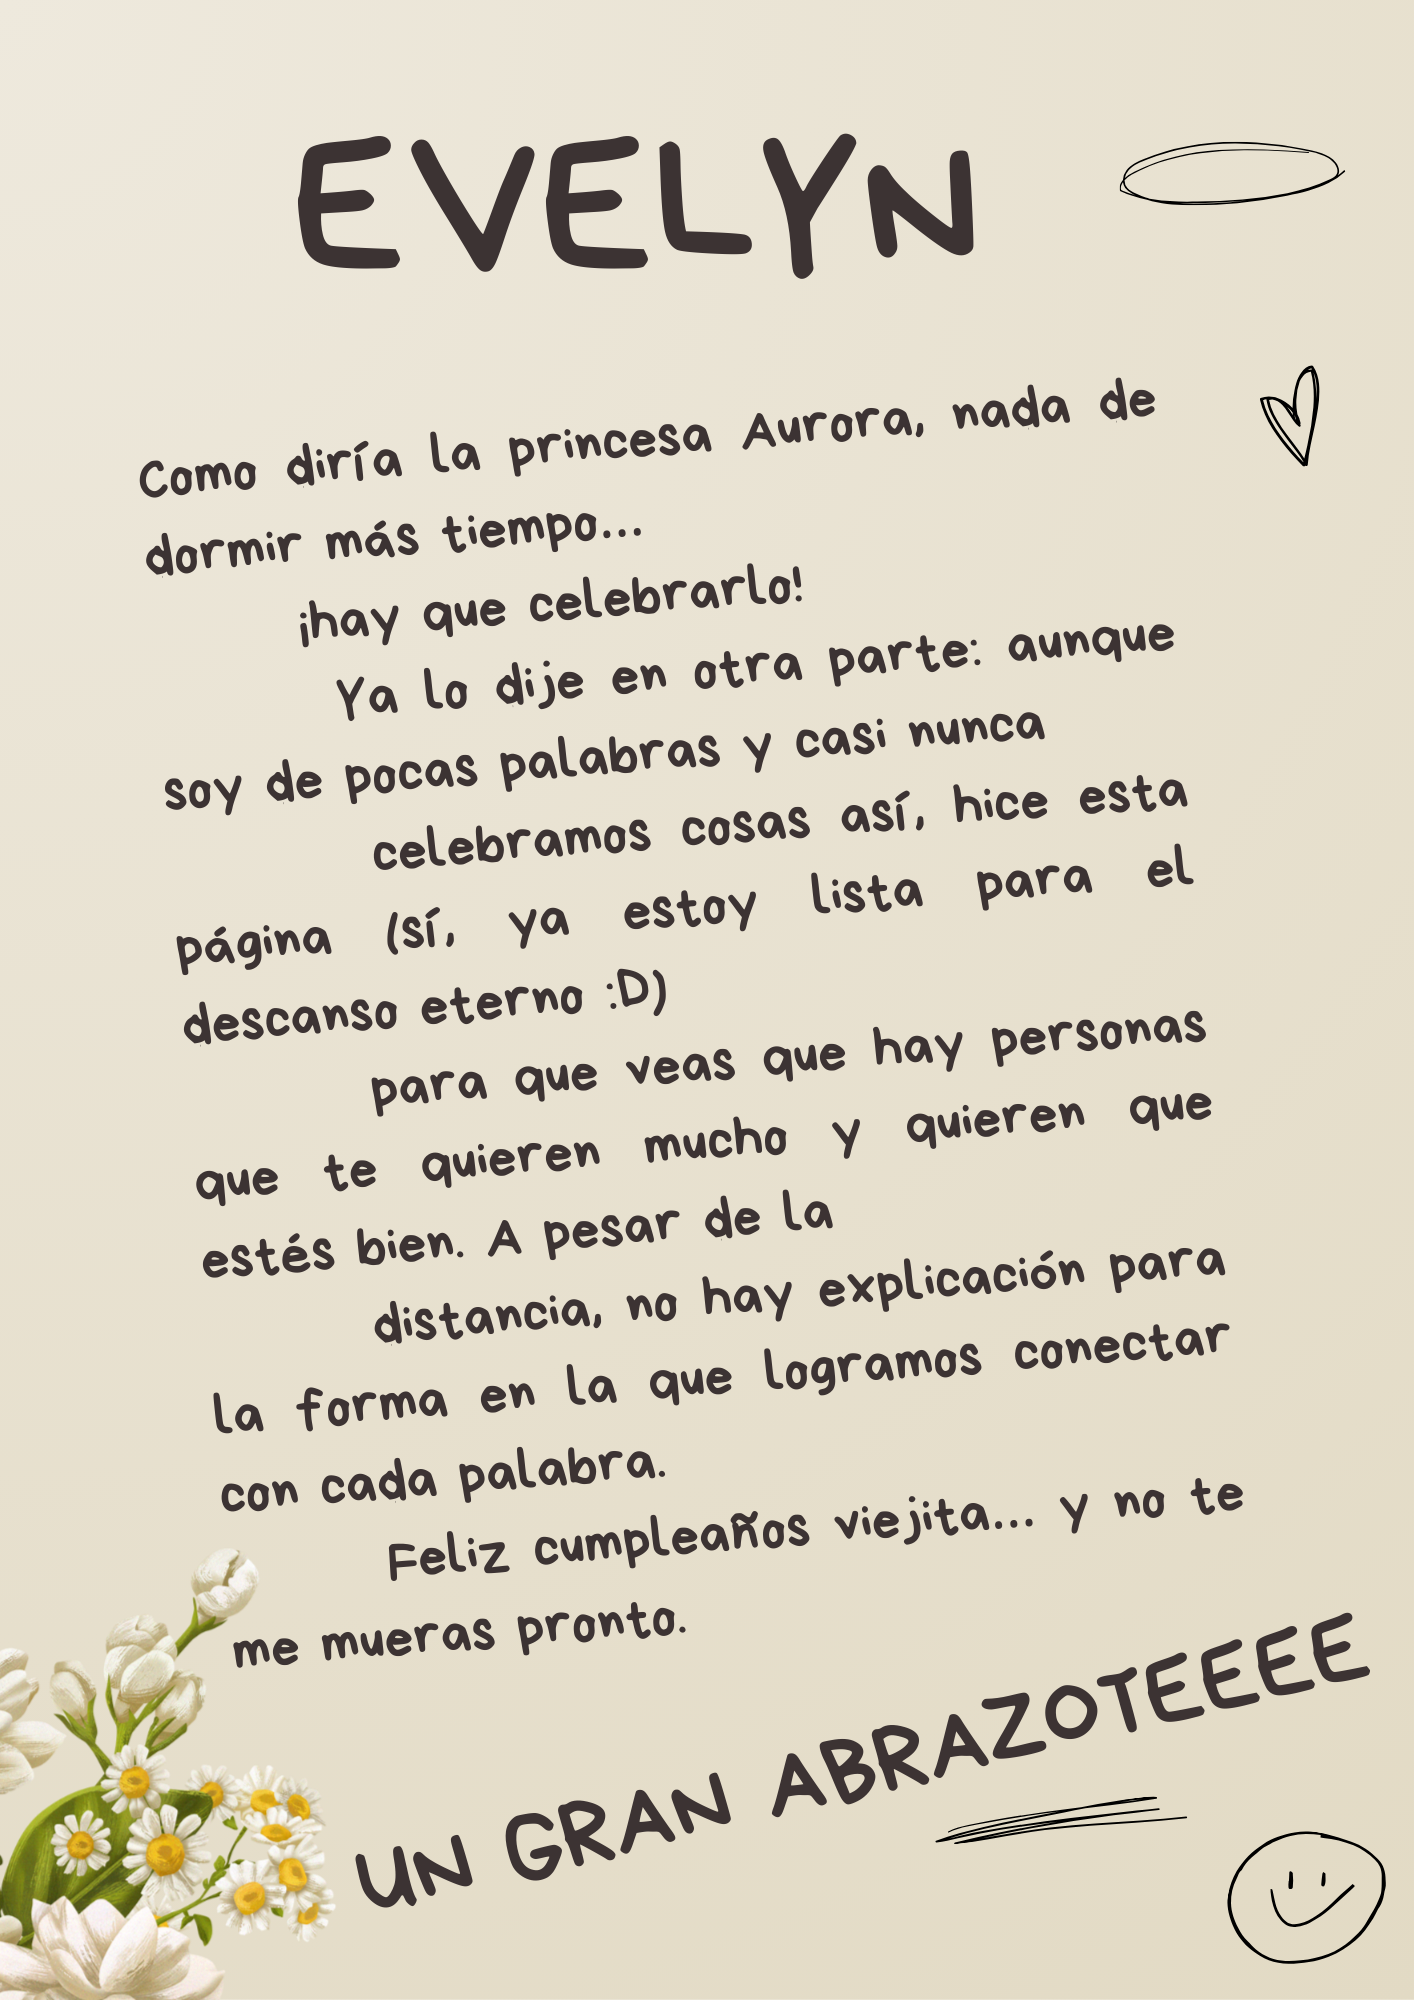 EVELYN
Como diría la princesa Aurora, nada de
dormir más tiempo...
¡hay que celebrarlo!
Ya lo dije en otra parte: aunque
soy de pocas palabras y casi nunca
celebramos cosas así, hice esta
página (sí, ya estoy lista para el
descanso eterno :D)
para que veas que hay personas
que te quieren mucho y quieren que
estés bien. A pesar de la
distancia, no hay explicación para
la forma en la que logramos conectar
con cada palabra.
Feliz cumpleaños viejita... y no te
me mueras pronto.
UN GRAN ABRAZOTEEEE